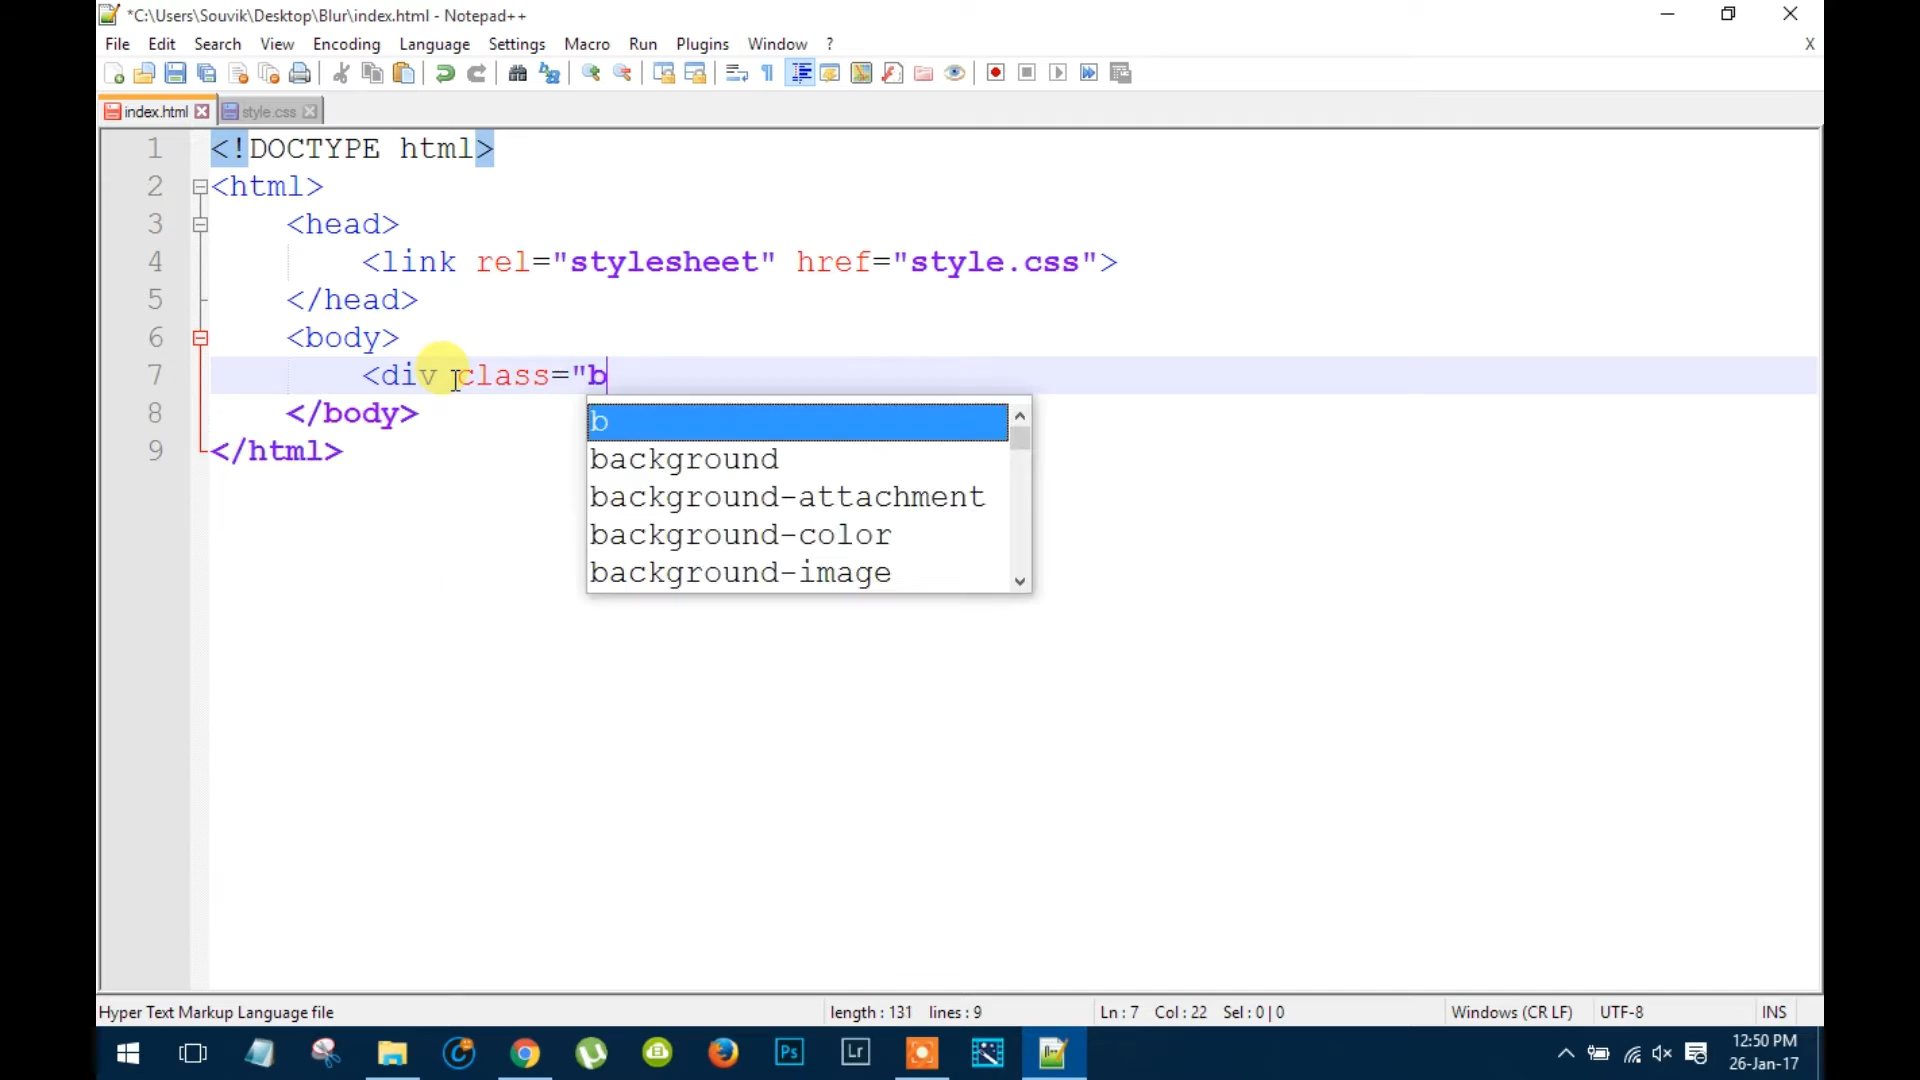 *C:\Users\Souvik\Desktop\Blur\index.html - Notepad++
File Edit Search View Encoding Language Settings Macro Run Plugins Window ? X
index.html style.css
1 <!DOCTYPE html>
2 <html>
3 <head>
4 <link rel="stylesheet" href="style.css">
5 </head>
6 <body>
7 <div class="b
8 </body>
9 </html>
b
background
background-attachment
background-color
background-image
Hyper Text Markup Language file length : 131 lines : 9 Ln : 7 Col : 22 Sel : 0 | 0 Windows (CR LF) UTF-8 INS
Ps Lr 12:50 PM
26-Jan-17